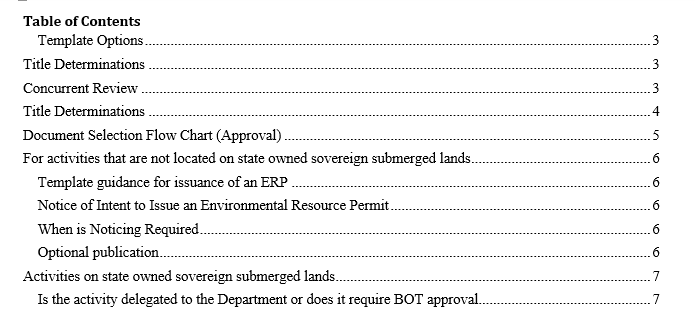 Table of Contents
Template Options 3
Title Determinations 3
Concurrent Review 3
Title Determinations 4
Document Selection Flow Chart (Approval) 5
For activities that are not located on state owned sovereign submerged lands 6
Template guidance for issuance of an ERP 6
Notice of Intent to Issue an Environmental Resource Permit 6
When is Noticing Required 6
Optional publication 6
Activities on state owned sovereign submerged lands 7
Is the activity delegated to the Department or does it require BOT approval 7